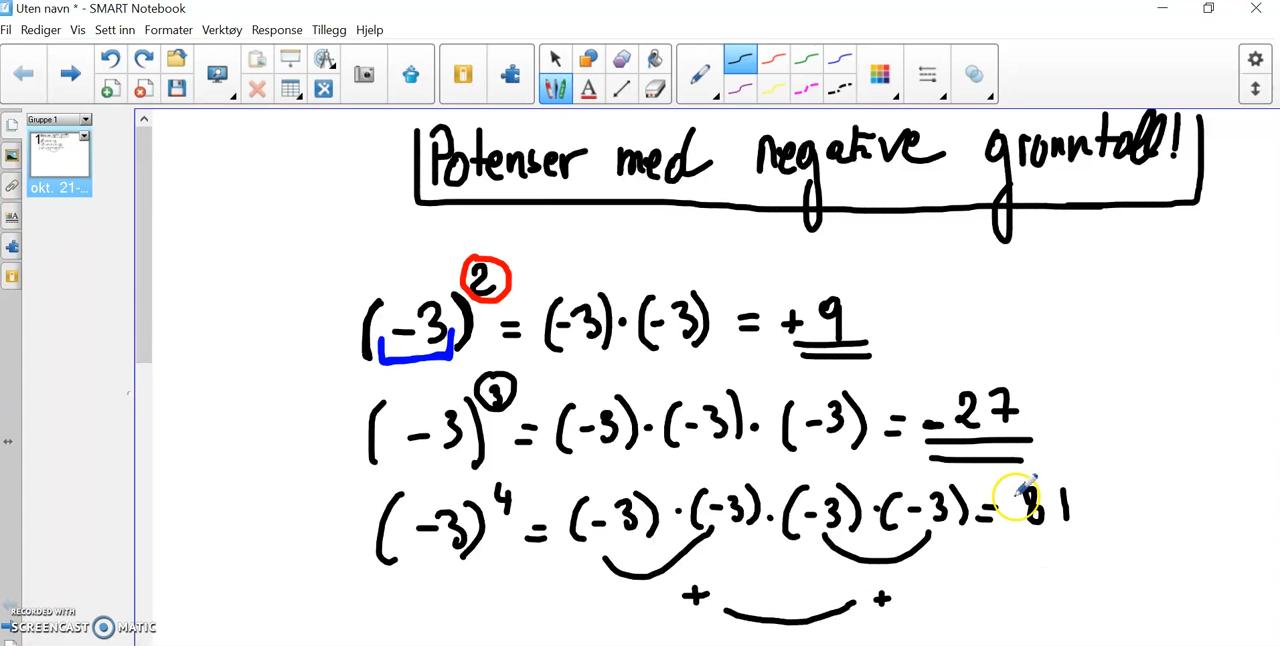 Uten navn * - SMART Notebook
Fil Rediger Vis Sett inn Formater Verktøy Response Tillegg Hjelp
Gruppe 1
1
okt. 21-...
Potenser med negative grunntall!
(-3)² = (-3)·(-3) = +9
(-3)³ = (-3)·(-3)·(-3) = -27
(-3)⁴ = (-3)·(-3)·(-3)·(-3) = 81
+ +
RECORDED WITH
SCREENCAST MATIC